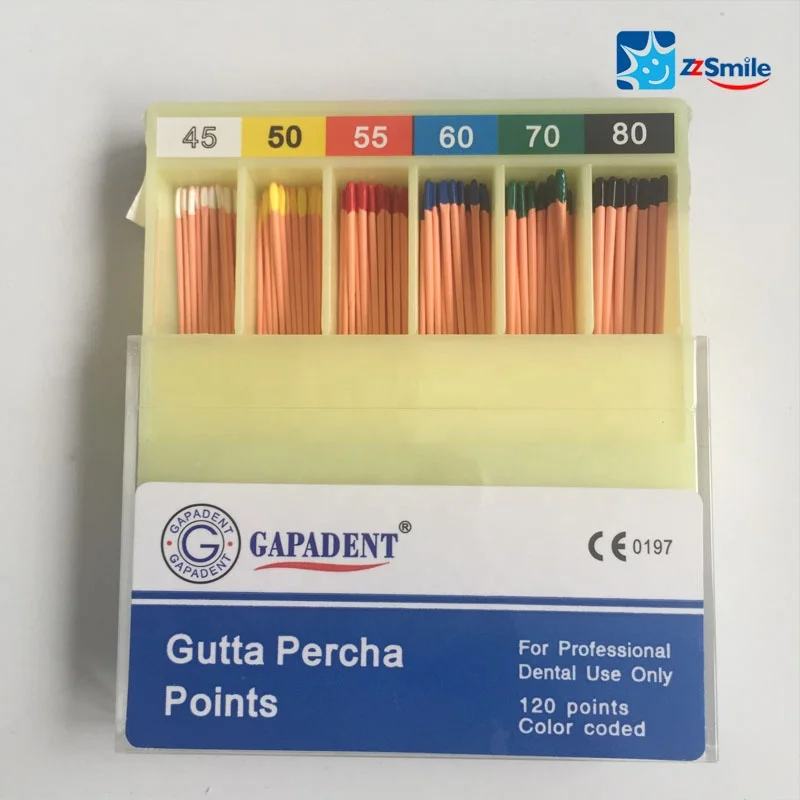 ZZSmile
45 50 55 60 70 80
GAPADENT
GAPADENT
G
GAPADENT®
CE 0197
Gutta Percha
Points
For Professional
Dental Use Only
120 points
Color coded